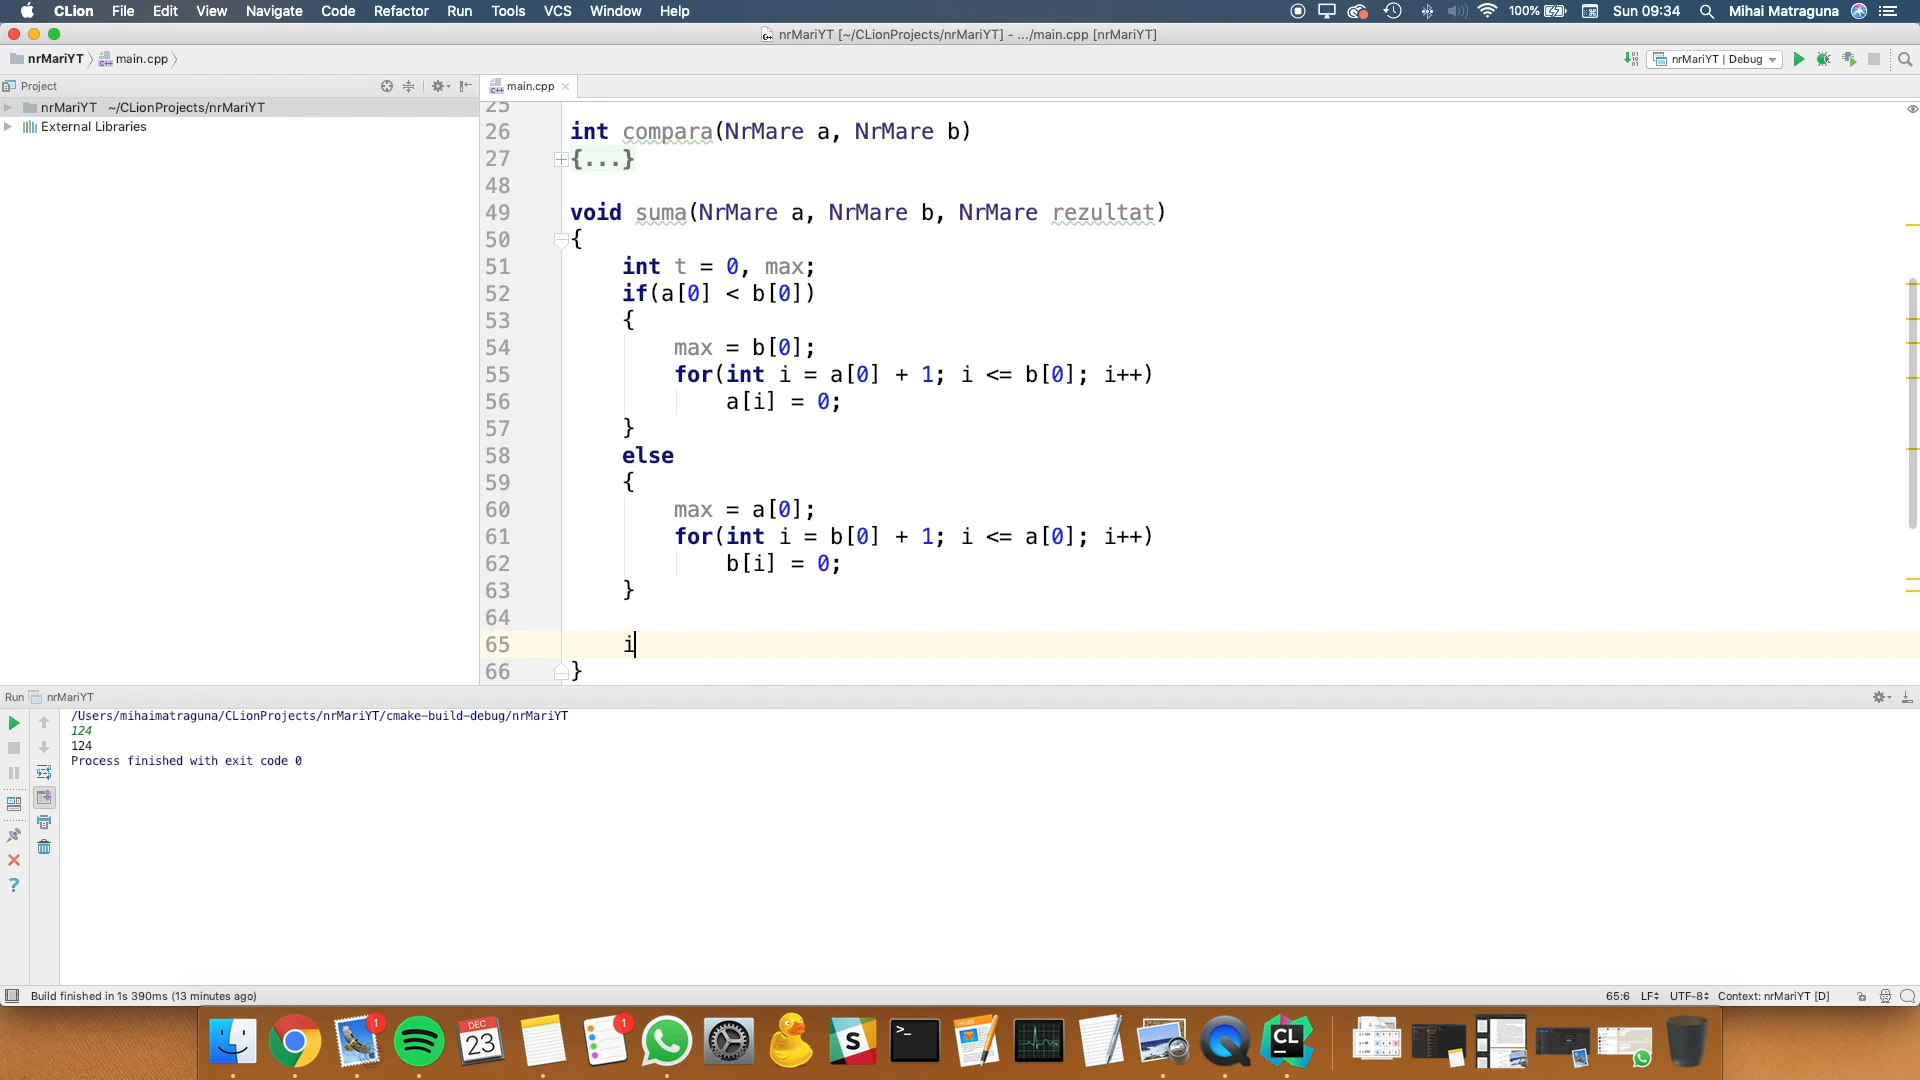 CLion File Edit View Navigate Code Refactor Run Tools VCS Window Help 100% Sun 09:34 Mihai Matraguna
nrMariYT [~/CLionProjects/nrMariYT] - .../main.cpp [nrMariYT]
nrMariYT main.cpp nrMariYT | Debug
Project main.cpp
nrMariYT ~/CLionProjects/nrMariYT
External Libraries
25
26 int compara(NrMare a, NrMare b)
27 {...}
48
49 void suma(NrMare a, NrMare b, NrMare rezultat)
50 {
51 int t = 0, max;
52 if(a[0] < b[0])
53 {
54 max = b[0];
55 for(int i = a[0] + 1; i <= b[0]; i++)
56 a[i] = 0;
57 }
58 else
59 {
60 max = a[0];
61 for(int i = b[0] + 1; i <= a[0]; i++)
62 b[i] = 0;
63 }
64
65 i
66 }
Run nrMariYT
/Users/mihaimatraguna/CLionProjects/nrMariYT/cmake-build-debug/nrMariYT
124
124
Process finished with exit code 0
Build finished in 1s 390ms (13 minutes ago) 65:6 LF UTF-8 Context: nrMariYT [D]
1 DEC 23 1 S CL